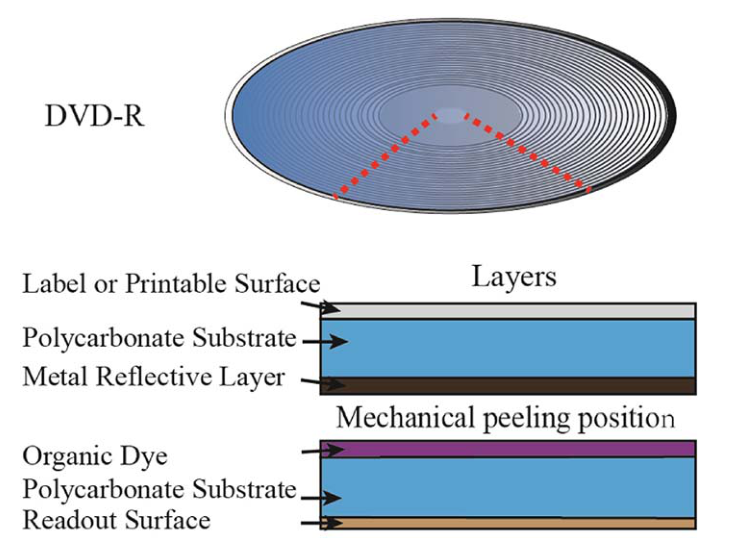 DVD-R
Layers
Label or Printable Surface
Polycarbonate Substrate
Metal Reflective Layer
Mechanical peeling position
Organic Dye
Polycarbonate Substrate
Readout Surface